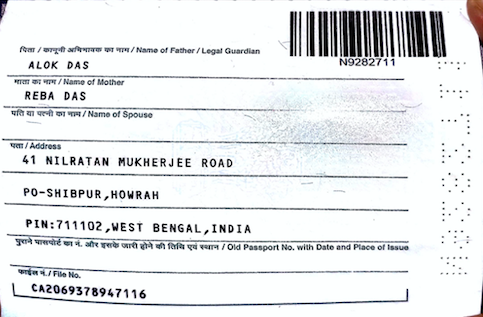 पिता / कानूनी अभिभावक का नाम / Name of Father / Legal Guardian
N9282711
ALOK DAS
माता का नाम / Name of Mother
REBA DAS
पति या पत्नी का नाम / Name of Spouse
पता / Address
41 NILRATAN MUKHERJEE ROAD
PO-SHIBPUR,HOWRAH
PIN:711102,WEST BENGAL,INDIA
पुराने पासपोर्ट का नं. और इसके जारी होने की तिथि एवं स्थान / Old Passport No. with Date and Place of Issue
फाईल नं. / File No.
CA2069378947116